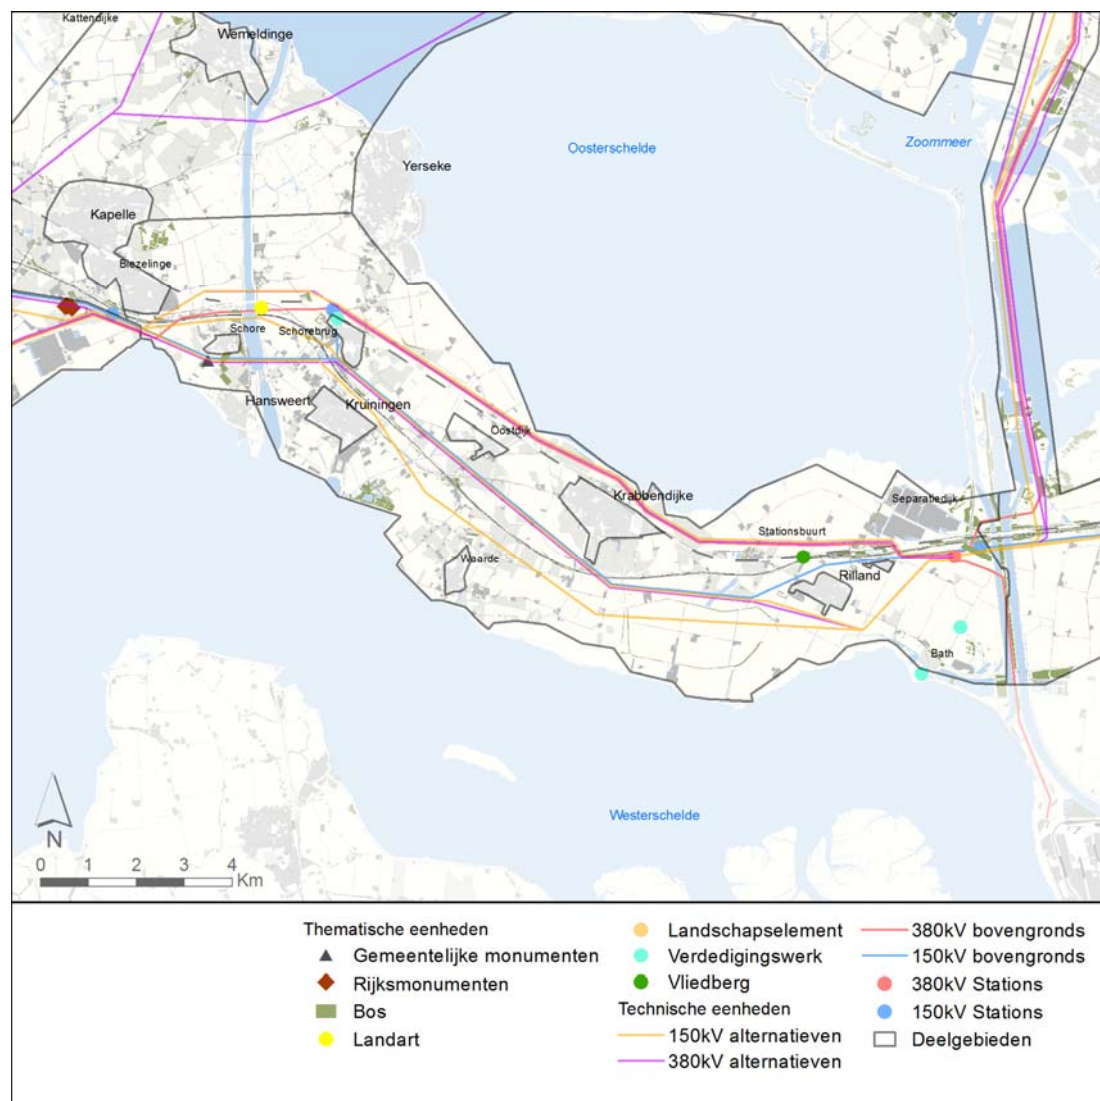 Kattendijke
Wemeldinge
Zoommeer
Oosterschelde
Yerseke
Kapelle
Biezelinge
Schore
Schorebrug
Hansweert
Kruiningen
Oostdijk
Krabbendijke
Separatiedijk
Stationsbuurt
Waarde
Rilland
Bath
Westerschelde
N
0 1 2 3 4
Km
Thematische eenheden
Gemeentelijke monumenten
Rijksmonumenten
Bos
Landart
Landschapselement
Verdedigingswerk
Vliedberg
Technische eenheden
150kV alternatieven
380kV alternatieven
380kV bovengronds
150kV bovengronds
380kV Stations
150kV Stations
Deelgebieden